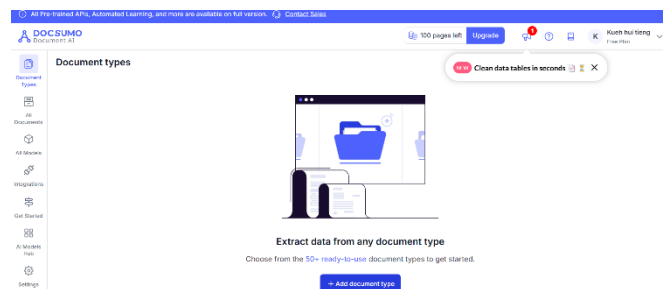 All Pre-trained APIs, Automated Learning, and more are available on full version. Contact Sales
DOCSUMO
Document AI
100 pages left
Upgrade
1
K
Kueh hui tieng
Free Plan
NEW Clean data tables in seconds
Document Types
Document types
All Documents
All Models
Integrations
Get Started
AI Models Hub
Settings
Extract data from any document type
Choose from the 50+ ready-to-use document types to get started.
+ Add document type